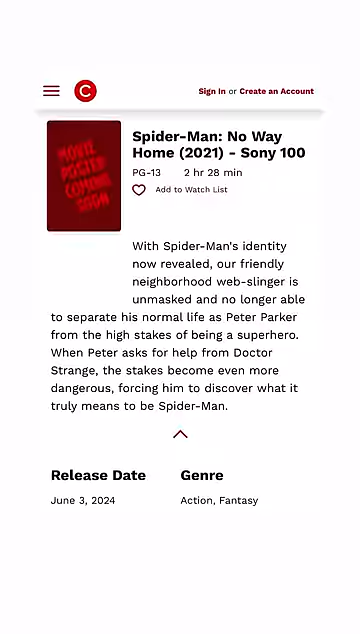 C
Sign In or Create an Account
MOVIE
POSTER
COMING
SOON
Spider-Man: No Way
Home (2021) - Sony 100
PG-13 2 hr 28 min
Add to Watch List
With Spider-Man's identity
now revealed, our friendly
neighborhood web-slinger is
unmasked and no longer able
to separate his normal life as Peter Parker
from the high stakes of being a superhero.
When Peter asks for help from Doctor
Strange, the stakes become even more
dangerous, forcing him to discover what it
truly means to be Spider-Man.
Release Date Genre
June 3, 2024 Action, Fantasy